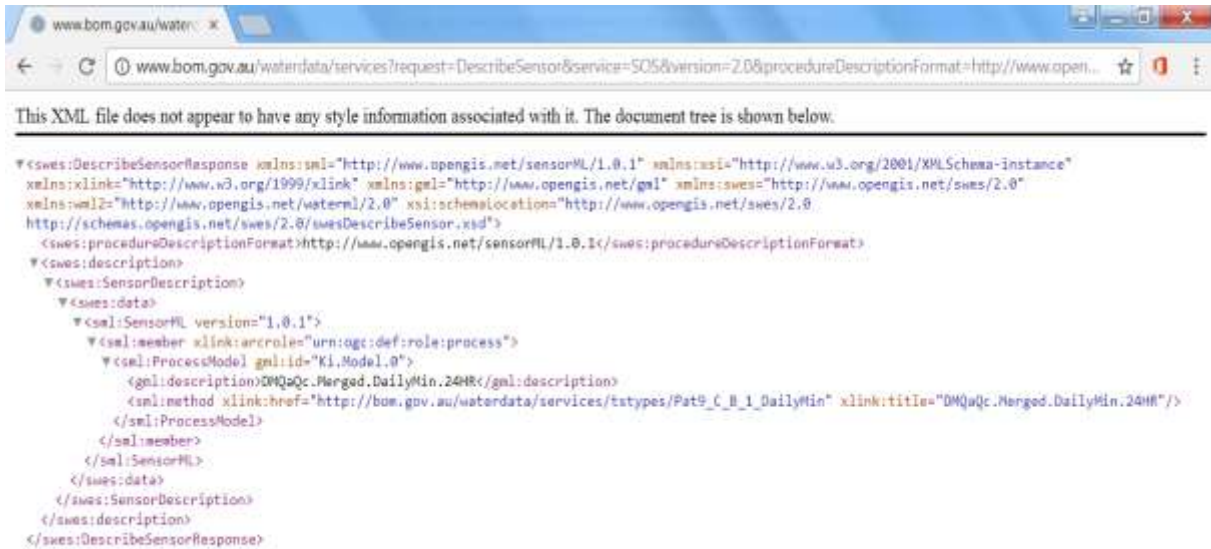 www.bom.gov.au/water
www.bom.gov.au/waterdata/services?request=DescribeSensor&service=SOS&version=2.0&procedureDescriptionFormat=http://www.open...
This XML file does not appear to have any style information associated with it. The document tree is shown below.
▼<swes:DescribeSensorResponse xmlns:sml="http://www.opengis.net/sensorML/1.0.1" xmlns:xsi="http://www.w3.org/2001/XMLSchema-instance"
xmlns:xlink="http://www.w3.org/1999/xlink" xmlns:gml="http://www.opengis.net/gml" xmlns:swes="http://www.opengis.net/swes/2.0"
xmlns:wml2="http://www.opengis.net/waterml/2.0" xsi:schemaLocation="http://www.opengis.net/swes/2.0
http://schemas.opengis.net/swes/2.0/swesDescribeSensor.xsd">
<swes:procedureDescriptionFormat>http://www.opengis.net/sensorML/1.0.1</swes:procedureDescriptionFormat>
▼<swes:description>
▼<swes:SensorDescription>
▼<swes:data>
▼<sml:SensorML version="1.0.1">
▼<sml:member xlink:arcrole="urn:ogc:def:role:process">
▼<sml:ProcessModel gml:id="Ki.Model.0">
<gml:description>DMQaQc.Merged.DailyMin.24HR</gml:description>
<sml:method xlink:href="http://bom.gov.au/waterdata/services/tstypes/Pat9_C_B_1_DailyMin" xlink:title="DMQaQc.Merged.DailyMin.24HR"/>
</sml:ProcessModel>
</sml:member>
</sml:SensorML>
</swes:data>
</swes:SensorDescription>
</swes:description>
</swes:DescribeSensorResponse>